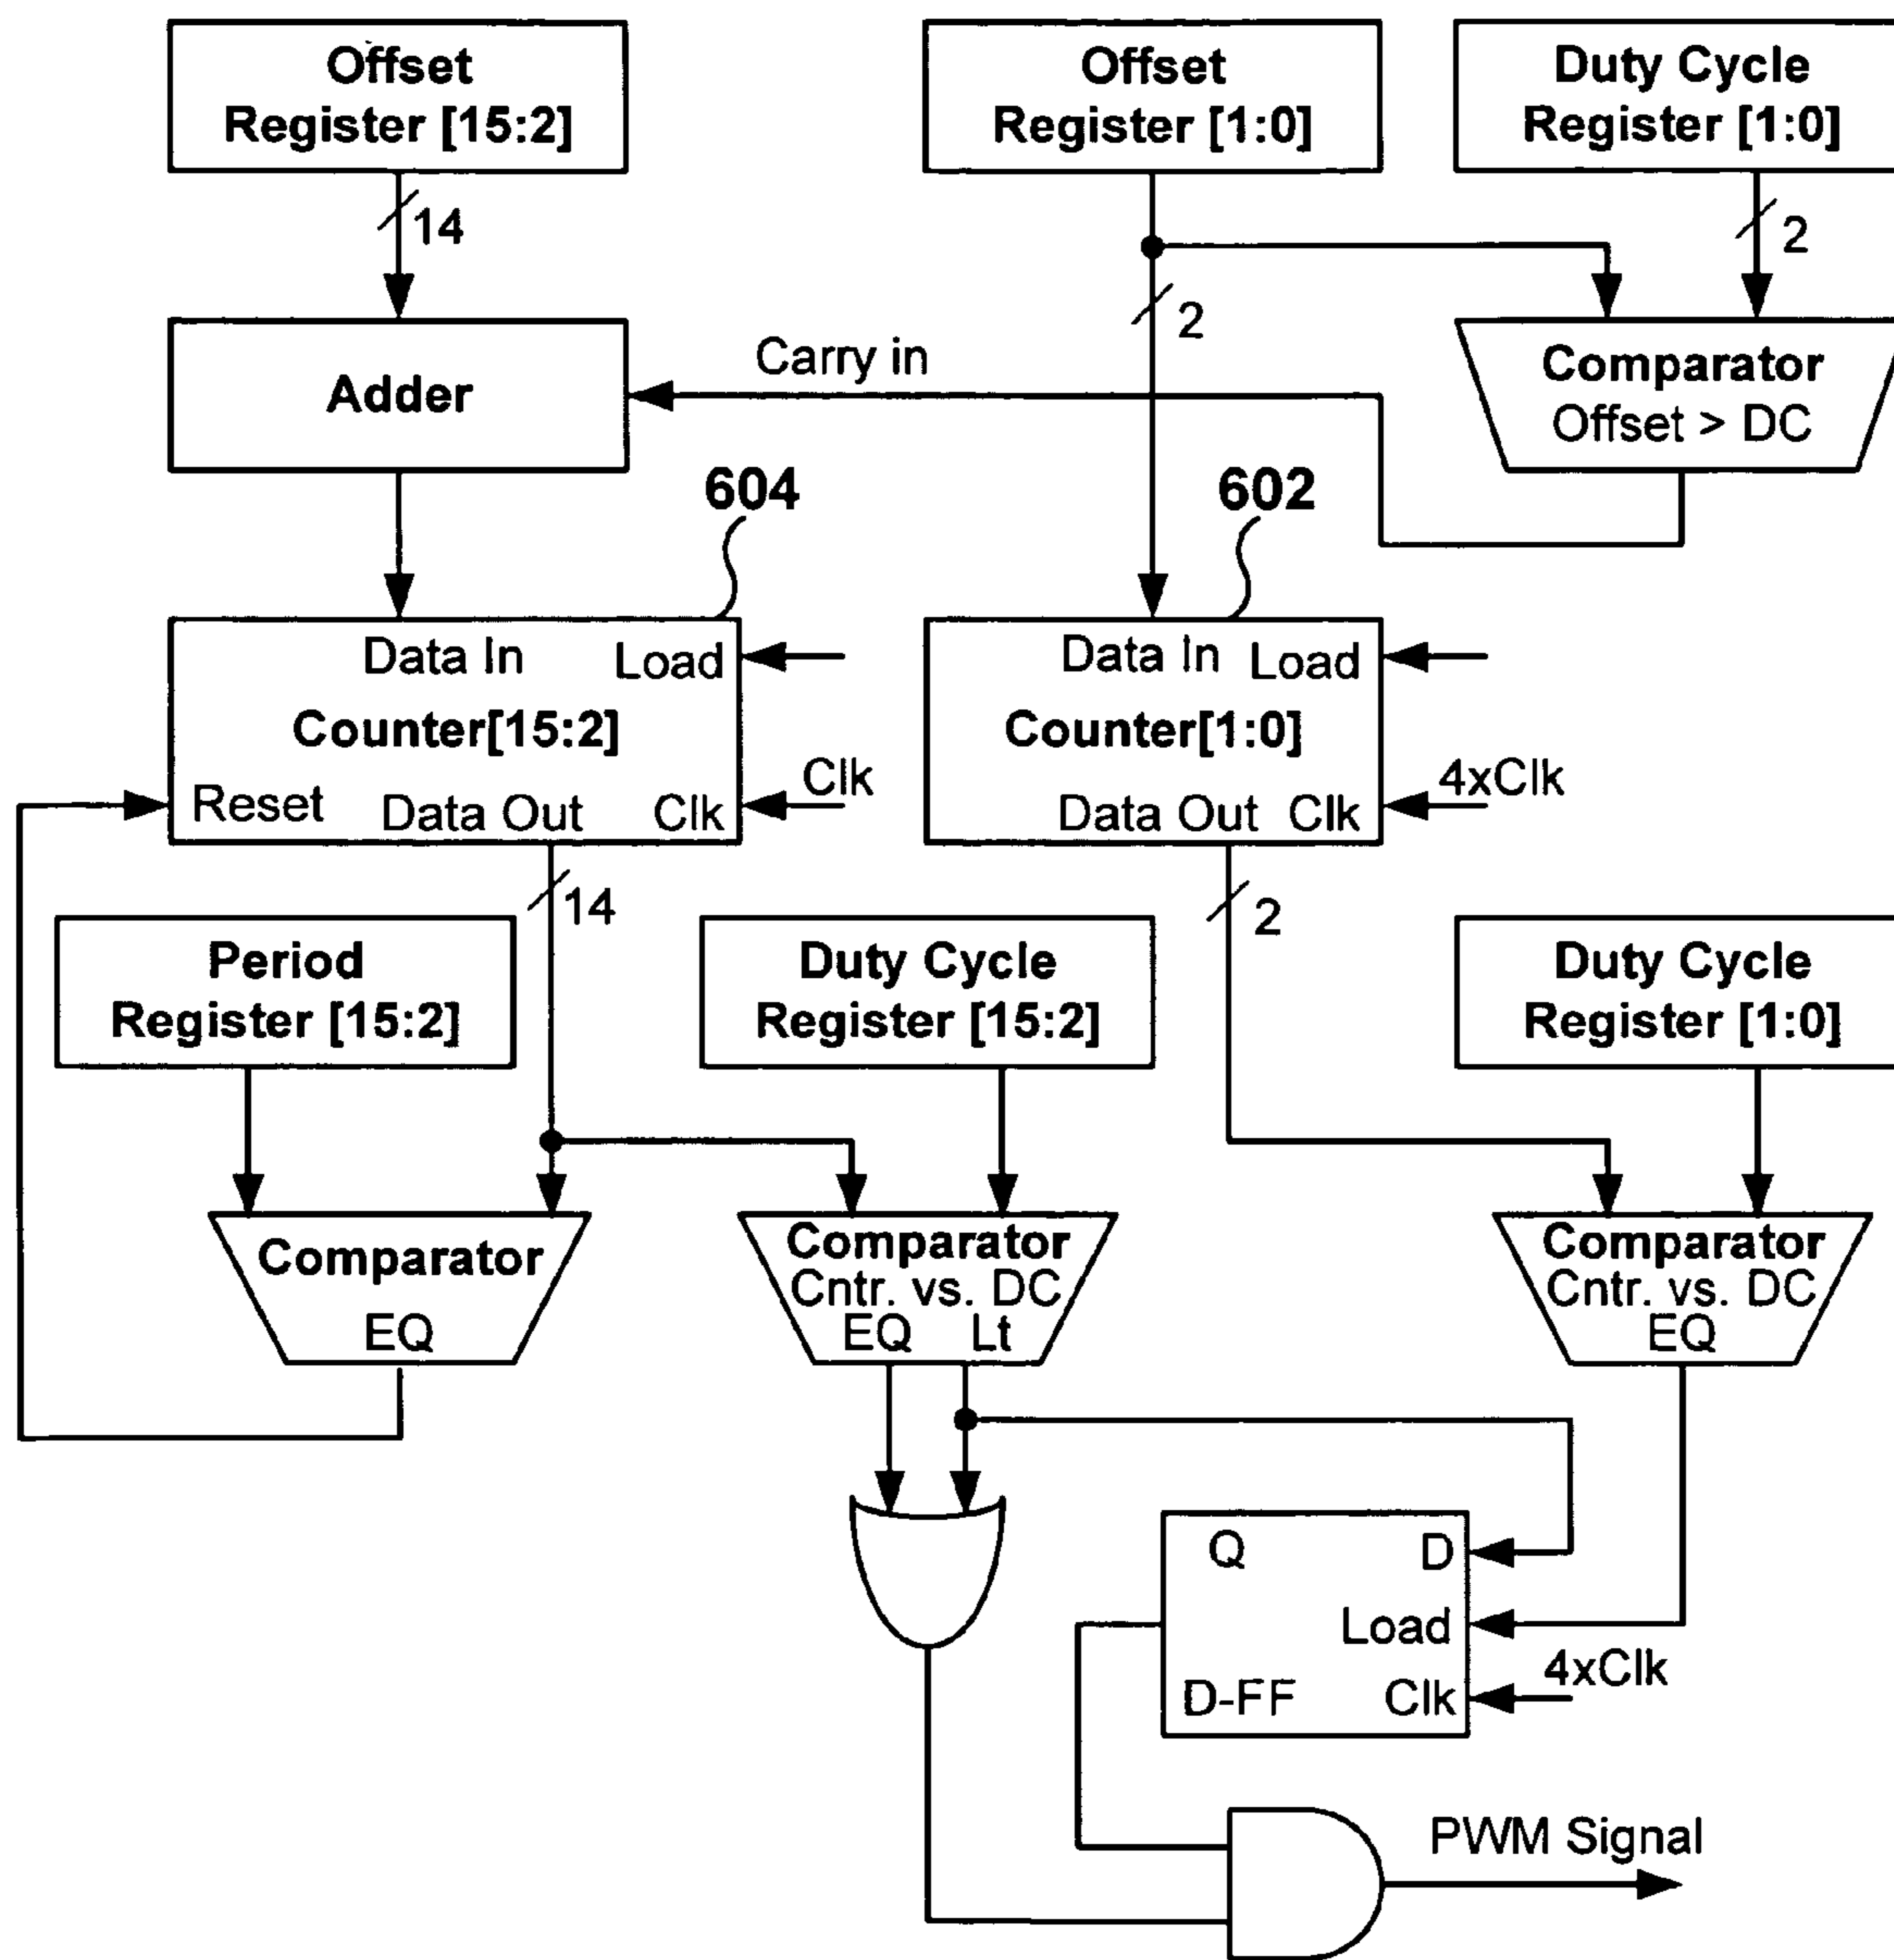 Offset
Register [15:2]
Offset
Register [1:0]
Duty Cycle
Register [1:0]
14
2
2
Adder
Carry in
Comparator
Offset > DC
604
602
Data In
Load
Counter[15:2]
Clk
Reset
Data Out
Clk
Data In
Load
Counter[1:0]
4xClk
Data Out
Clk
14
2
Period
Register [15:2]
Duty Cycle
Register [15:2]
Duty Cycle
Register [1:0]
Comparator
EQ
Comparator
Cntr. vs. DC
EQ Lt
Comparator
Cntr. vs. DC
EQ
Q
D
Load
4xClk
D-FF
Clk
PWM Signal